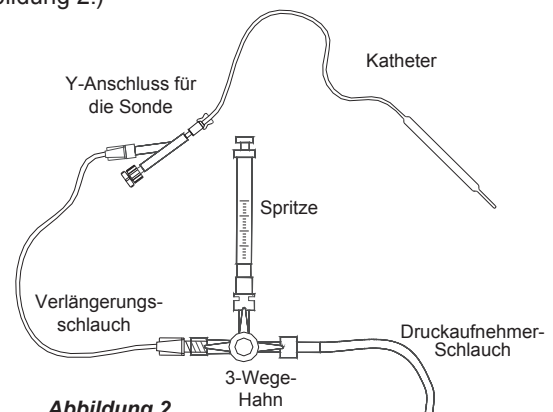 bildung 2.)
Katheter
Y-Anschluss für
die Sonde
Spritze
Verlängerungs-
schlauch
Druckaufnehmer-
Schlauch
3-Wege-
Hahn
Abbildung 2